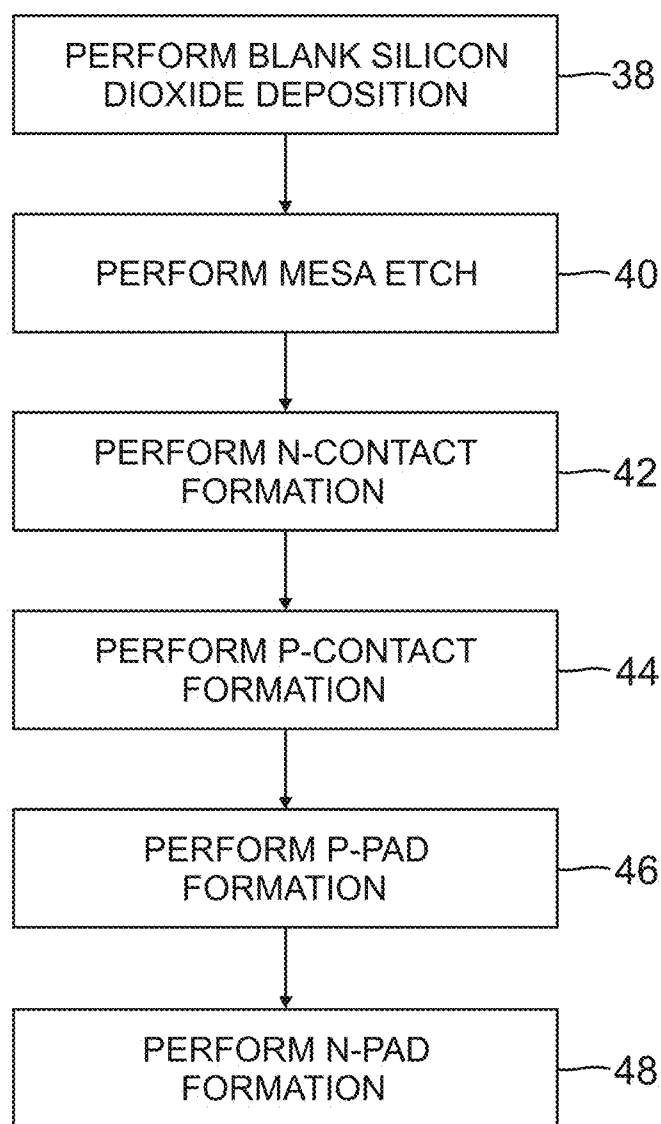 PERFORM BLANK SILICON
DIOXIDE DEPOSITION
38
PERFORM MESA ETCH
40
PERFORM N-CONTACT
FORMATION
42
PERFORM P-CONTACT
FORMATION
44
PERFORM P-PAD
FORMATION
46
PERFORM N-PAD
FORMATION
48